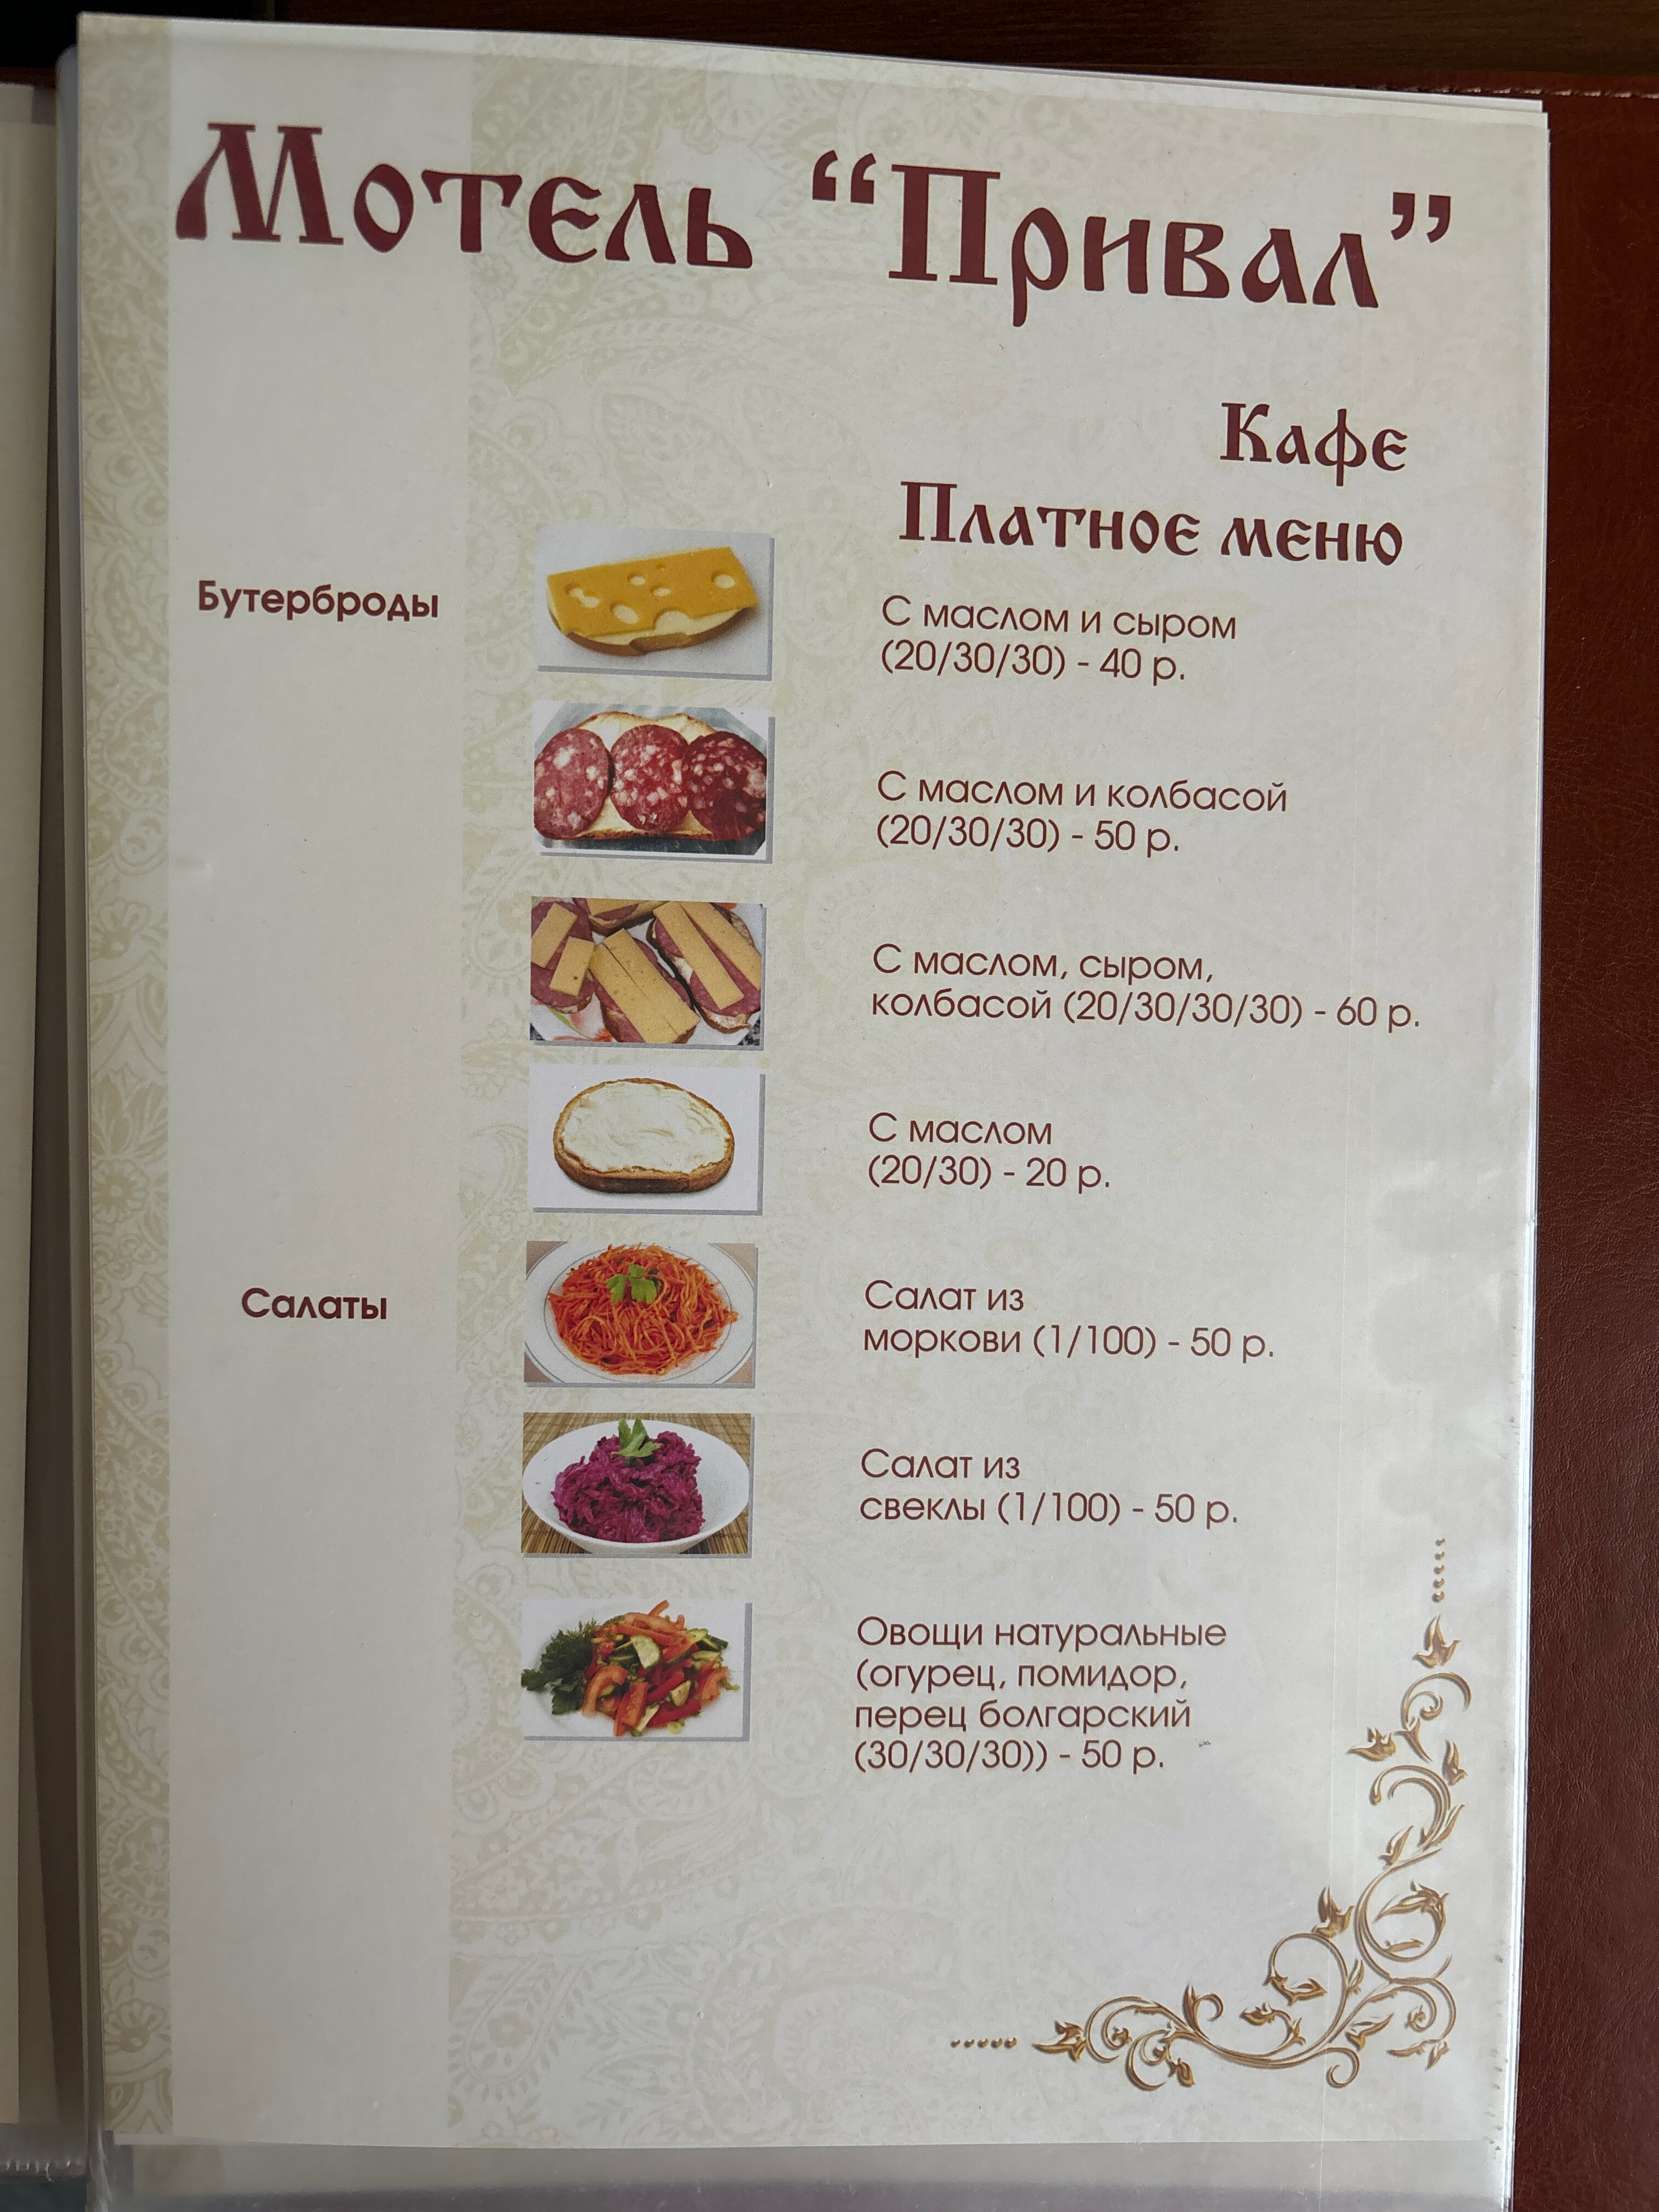 Мотель “Привал”
Кафе
Платное меню
Бутерброды
С маслом и сыром
(20/30/30) - 40 р.
С маслом и колбасой
(20/30/30) - 50 р.
С маслом, сыром,
колбасой (20/30/30/30) - 60 р.
С маслом
(20/30) - 20 р.
Салаты
Салат из
моркови (1/100) - 50 р.
Салат из
свеклы (1/100) - 50 р.
Овощи натуральные
(огурец, помидор,
перец болгарский
(30/30/30)) - 50 р.